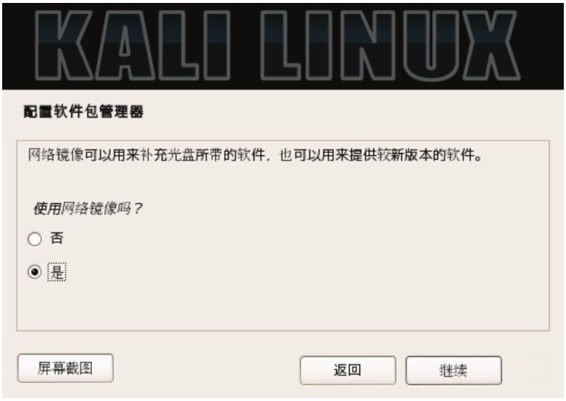 KALI LINUX
配置软件包管理器
网络镜像可以用来补充光盘所带的软件，也可以用来提供较新版本的软件。
使用网络镜像吗？
否
是
屏幕截图
返回
继续